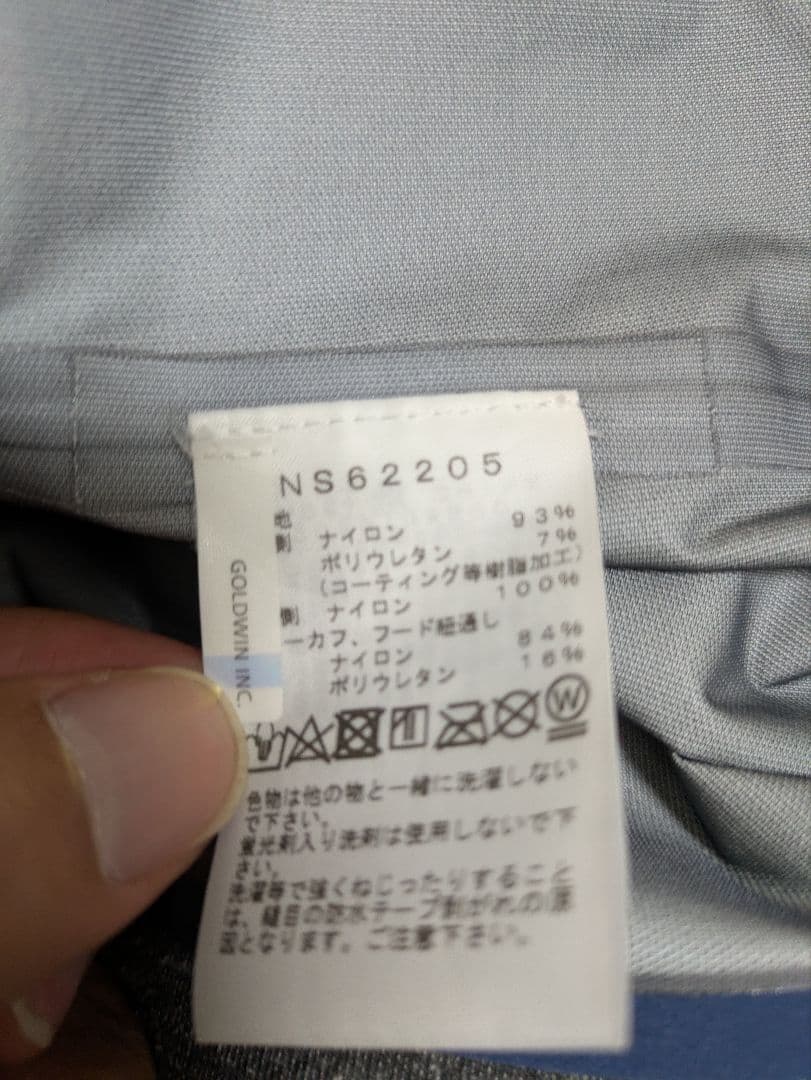 NS62205
93%
側 ナイロン 7%
ポリウレタン
(コーティング等樹脂加工)
100%
側 ナイロン
ーカフ、フード紐通し
84%
ナイロン 16%
ポリウレタン
GOLDWIN INC.
W
色物は他の物と一緒に洗濯しない
で下さい。
蛍光剤入り洗剤は使用しないで下
さい。
で強くねじったりすること
は、縫目の防水テープ剥がれの原
因となります。ご注意下さい。